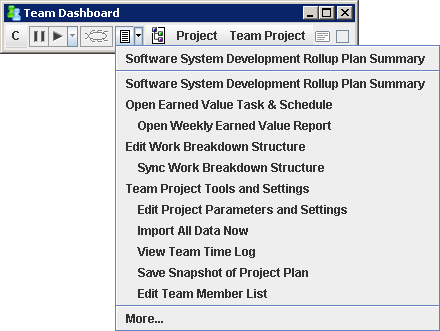 Team Dashboard
C Project Team Project
Software System Development Rollup Plan Summary
Software System Development Rollup Plan Summary
Open Earned Value Task & Schedule
Open Weekly Earned Value Report
Edit Work Breakdown Structure
Sync Work Breakdown Structure
Team Project Tools and Settings
Edit Project Parameters and Settings
Import All Data Now
View Team Time Log
Save Snapshot of Project Plan
Edit Team Member List
More...